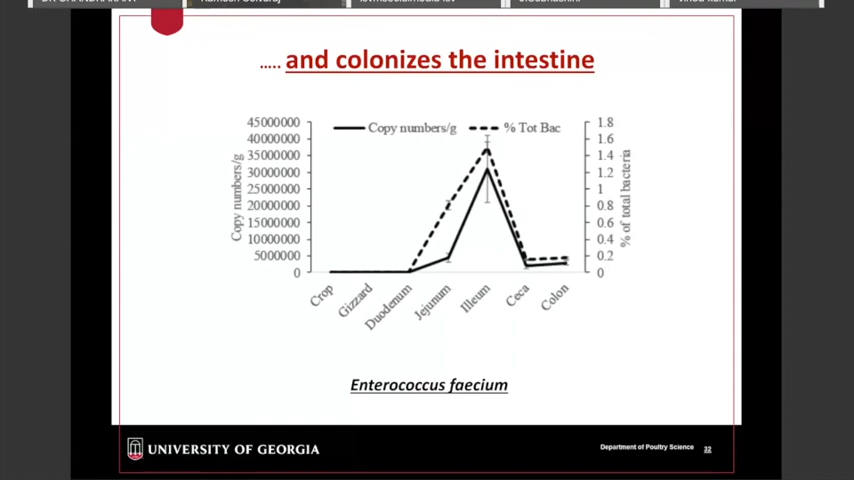 ..... and colonizes the intestine
Copy numbers/g
% Tot Bac
Copy numbers/g
45000000
40000000
35000000
30000000
25000000
20000000
15000000
10000000
5000000
0
1.8
1.6
1.4
1.2
1
0.8
0.6
0.4
0.2
0
% of total bacteria
Crop
Gizzard
Duodenum
Jejunum
Illeum
Ceca
Colon
Enterococcus faecium
UNIVERSITY OF GEORGIA
Department of Poultry Science
32